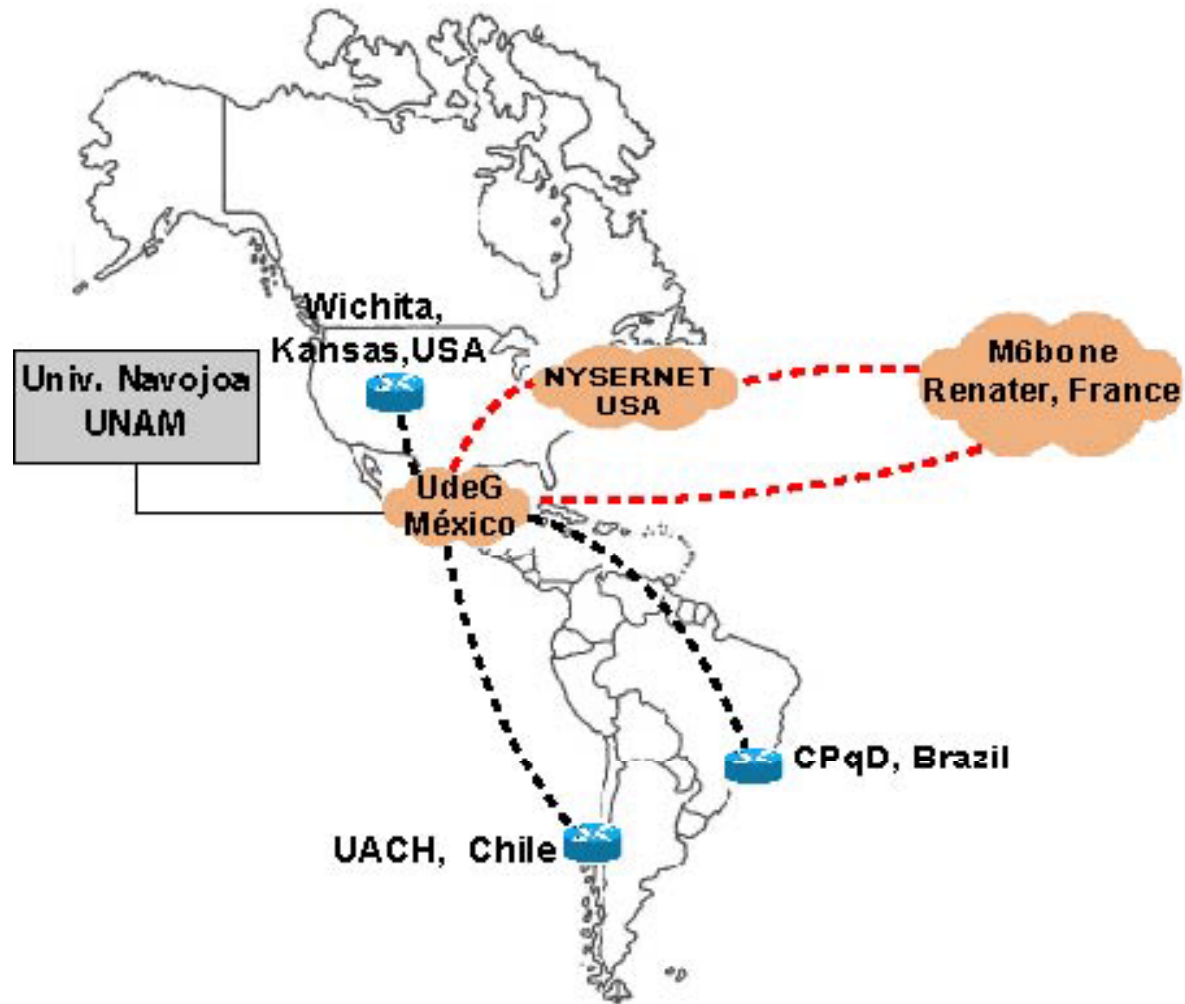 Wichita,
Kansas,USA
Univ. Navojoa
UNAM
NYSERNET
USA
M6bone
Renater, France
UdeG
México
CPqD, Brazil
UACH, Chile